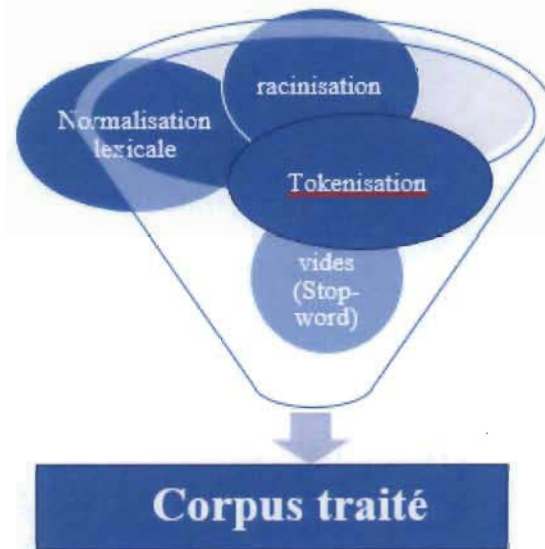 racinisation
Normalisation
lexicale
Tokenisation
vides
(Stop-
word)
Corpus traité